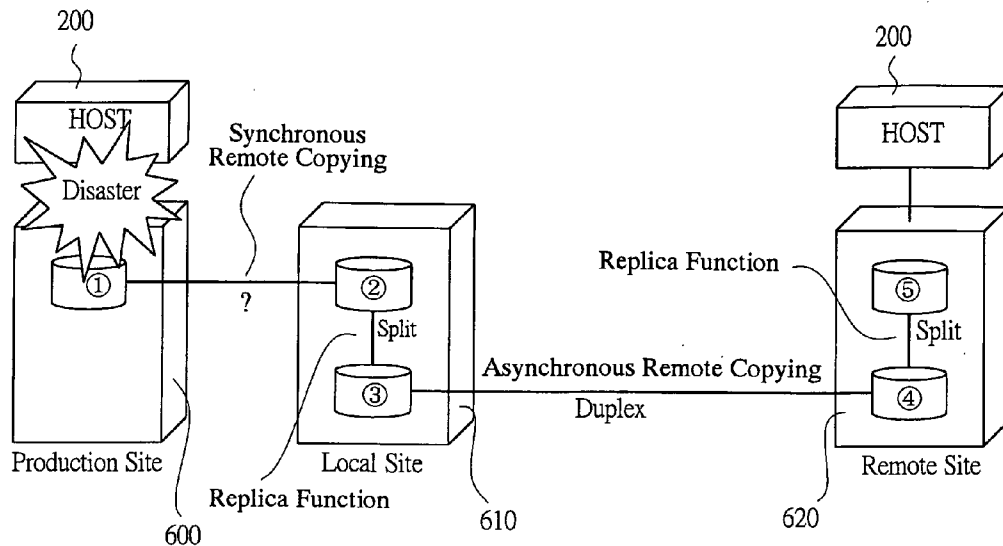 200
HOST
Disaster
Synchronous
Remote Copying
200
HOST
①
?
②
Split
③
Replica Function
⑤
Split
④
Asynchronous Remote Copying
Duplex
Production Site
Local Site
Remote Site
Replica Function
600
610
620